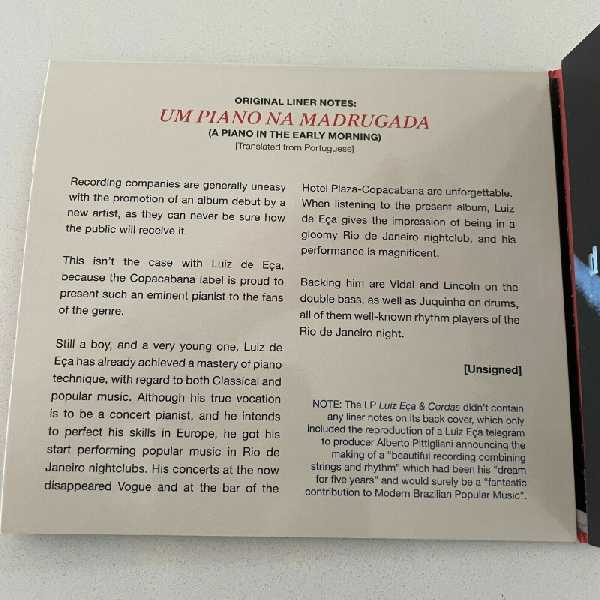 ORIGINAL LINER NOTES:
UM PIANO NA MADRUGADA
(A PIANO IN THE EARLY MORNING)
[Translated from Portuguese]
Recording companies are generally uneasy
with the promotion of an album debut by a
new artist, as they can never be sure how
the public will receive it.
This isn't the case with Luiz de Eça,
because the Copacabana label is proud to
present such an eminent pianist to the fans
of the genre.
Still a boy, and a very young one, Luiz de
Eça has already achieved a mastery of piano
technique, with regard to both Classical and
popular music. Although his true vocation
is to be a concert pianist, and he intends
to perfect his skills in Europe, he got his
start performing popular music in Rio de
Janeiro nightclubs. His concerts at the now
disappeared Vogue and at the bar of the
Hotel Plaza-Copacabana are unforgettable.
When listening to the present album, Luiz
de Eça gives the impression of being in a
gloomy Rio de Janeiro nightclub, and his
performance is magnificent.
Backing him are Vidal and Lincoln on the
double bass, as well as Juquinha on drums,
all of them well-known rhythm players of the
Rio de Janeiro night.
[Unsigned]
NOTE: The LP Luiz Eça & Cordas didn't contain
any liner notes on its back cover, which only
included the reproduction of a Luiz Eça telegram
to producer Alberto Pittigliani announcing the
making of a "beautiful recording combining
strings and rhythm" which had been his "dream
for five years" and would surely be a "fantastic
contribution to Modern Brazilian Popular Music".